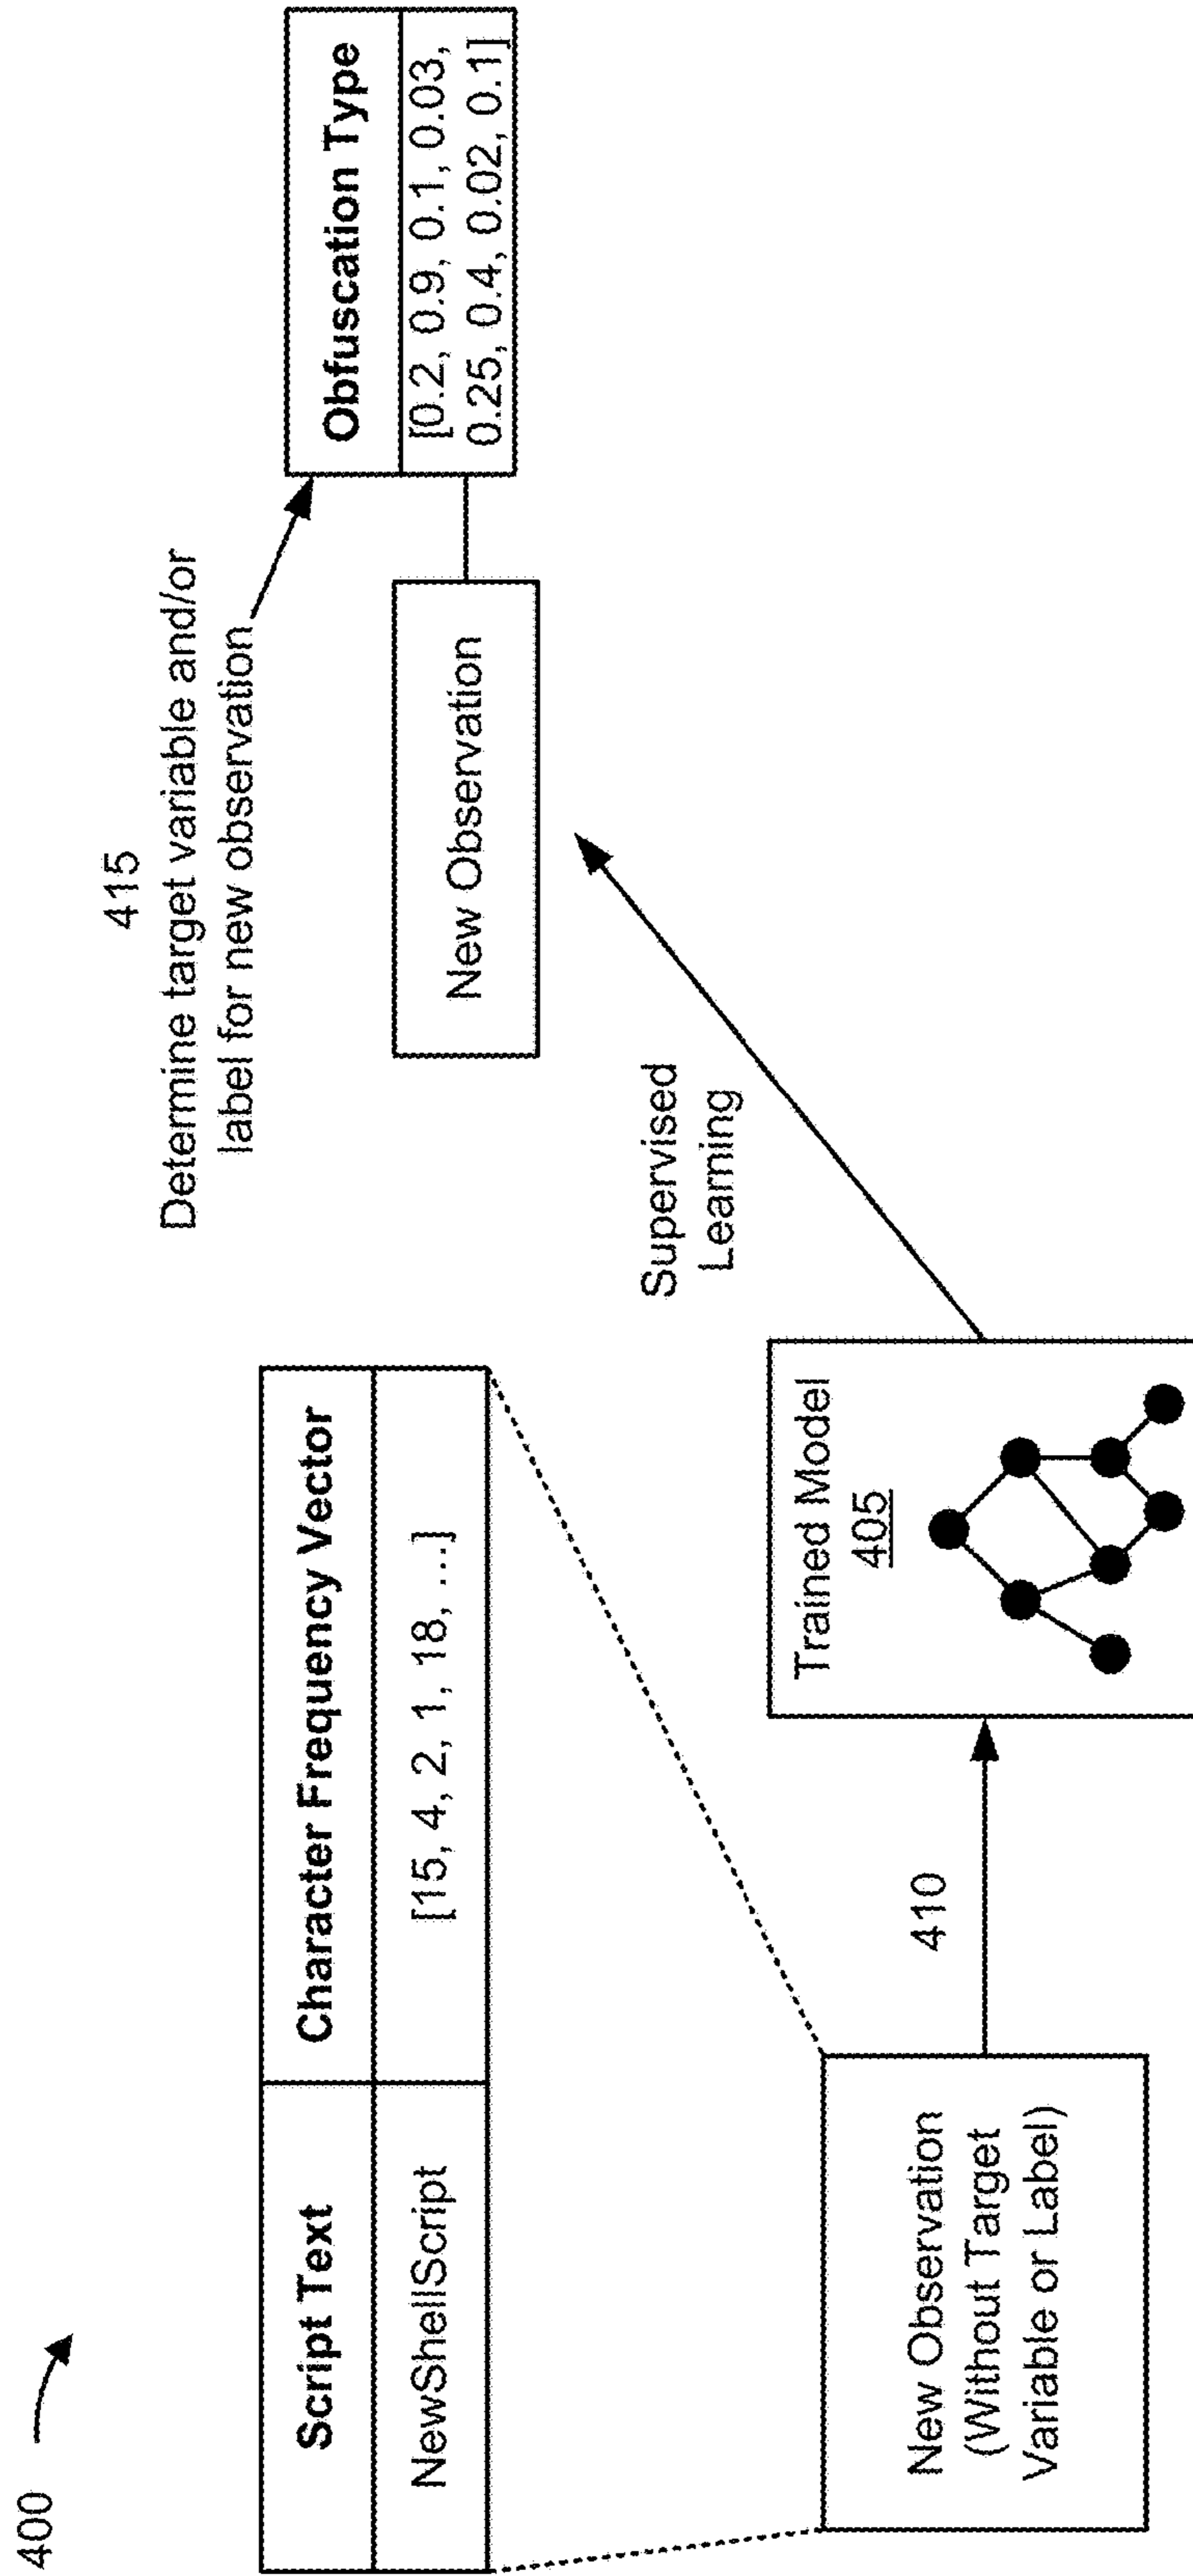 400
Script Text
Character Frequency Vector
NewShellScript
[15, 4, 2, 1, 18, ...]
New Observation
(Without Target
Variable or Label)
410
Trained Model
405
Supervised
Learning
415
Determine target variable and/or
label for new observation
New Observation
Obfuscation Type
[0.2, 0.9, 0.1, 0.03,
0.25, 0.4, 0.02, 0.1]